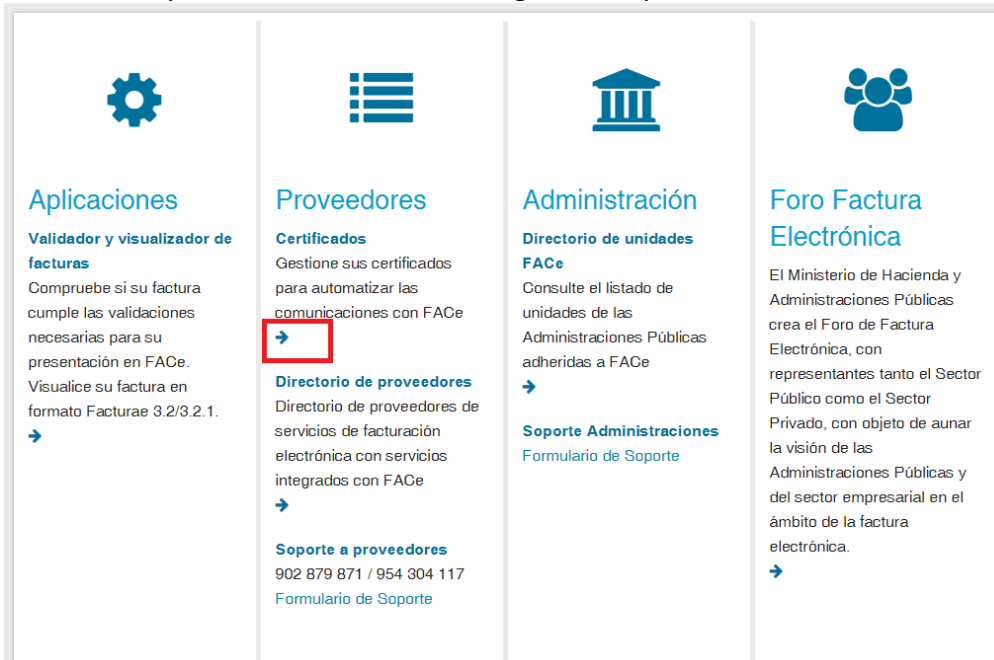 Aplicaciones
Validador y visualizador de
facturas
Compruebe si su factura
cumple las validaciones
necesarias para su
presentación en FACe.
Visualice su factura en
formato Facturae 3.2/3.2.1.
Proveedores
Certificados
Gestione sus certificados
para automatizar las
comunicaciones con FACe
Directorio de proveedores
Directorio de proveedores de
servicios de facturación
electrónica con servicios
integrados con FACe
Soporte a proveedores
902 879 871 / 954 304 117
Formulario de Soporte
Administración
Directorio de unidades
FACe
Consulte el listado de
unidades de las
Administraciones Públicas
adheridas a FACe
Soporte Administraciones
Formulario de Soporte
Foro Factura
Electrónica
El Ministerio de Hacienda y
Administraciones Públicas
crea el Foro de Factura
Electrónica, con
representantes tanto el Sector
Público como el Sector
Privado, con objeto de aunar
la visión de las
Administraciones Públicas y
del sector empresarial en el
ámbito de la factura
electrónica.